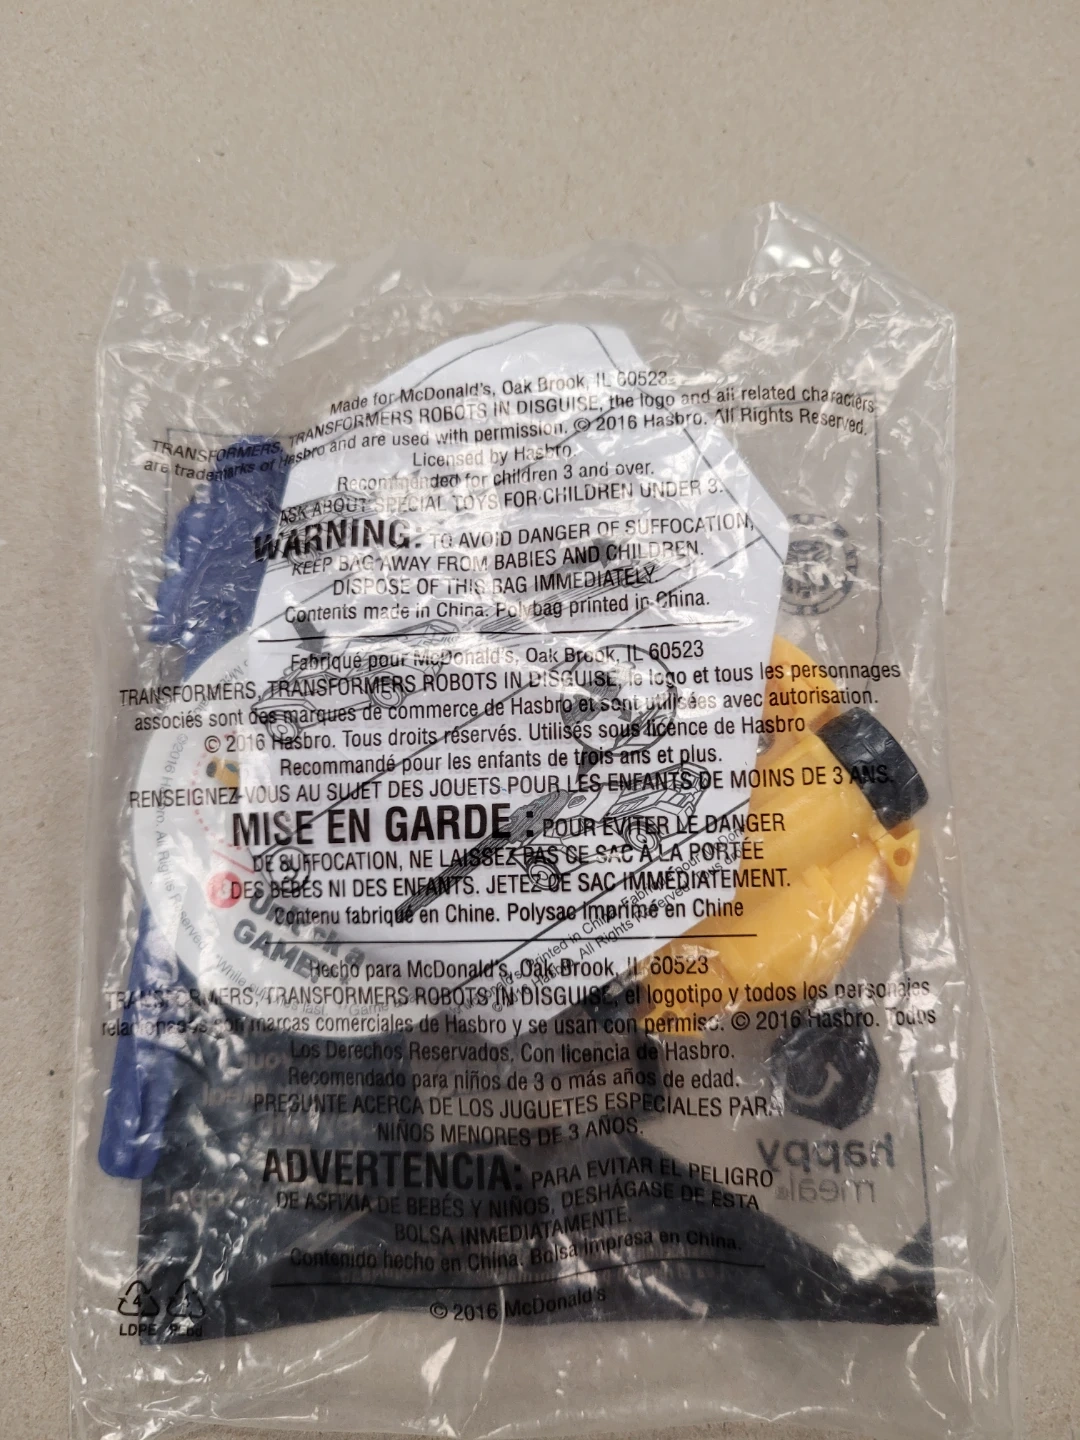 Made for McDonald's, Oak Brook, IL 60523
TRANSFORMERS, TRANSFORMERS ROBOTS IN DISGUISE, the logo and all related characters
are trademarks of Hasbro and are used with permission. © 2016 Hasbro. All Rights Reserved.
Licensed by Hasbro.
Recommended for children 3 and over.
ASK ABOUT SPECIAL TOYS FOR CHILDREN UNDER 3.
WARNING: TO AVOID DANGER OF SUFFOCATION,
KEEP BAG AWAY FROM BABIES AND CHILDREN.
DISPOSE OF THIS BAG IMMEDIATELY.
Contents made in China. Polybag printed in China.
Fabriqué pour McDonald's, Oak Brook, IL 60523
TRANSFORMERS, TRANSFORMERS ROBOTS IN DISGUISE, le logo et tous les personnages
associés sont des marques de commerce de Hasbro et sont utilisées avec autorisation.
© 2016 Hasbro. Tous droits réservés. Utilisés sous licence de Hasbro
Recommandé pour les enfants de trois ans et plus.
RENSEIGNEZ-VOUS AU SUJET DES JOUETS POUR LES ENFANTS DE MOINS DE 3 ANS.
MISE EN GARDE : POUR ÉVITER LE DANGER
DE SUFFOCATION, NE LAISSEZ PAS CE SAC À LA PORTÉE
DES BÉBÉS NI DES ENFANTS. JETEZ CE SAC IMMÉDIATEMENT.
Contenu fabriqué en Chine. Polysac imprimé en Chine
Unlock a
GAME!
Hecho para McDonald's, Oak Brook, IL 60523
TRANSFORMERS, TRANSFORMERS ROBOTS IN DISGUISE, el logotipo y todos los personajes
relacionados son marcas comerciales de Hasbro y se usan con permiso. © 2016 Hasbro. Todos
Los Derechos Reservados. Con licencia de Hasbro.
Recomendado para niños de 3 o más años de edad.
PREGUNTE ACERCA DE LOS JUGUETES ESPECIALES PARA
NIÑOS MENORES DE 3 AÑOS.
ADVERTENCIA: PARA EVITAR EL PELIGRO
DE ASFIXIA DE BEBÉS Y NIÑOS, DESHÁGASE DE ESTA
BOLSA INMEDIATAMENTE.
Contenido hecho en China. Bolsa impresa en China.
© 2016 McDonald's
happy
meal
4
LDPE